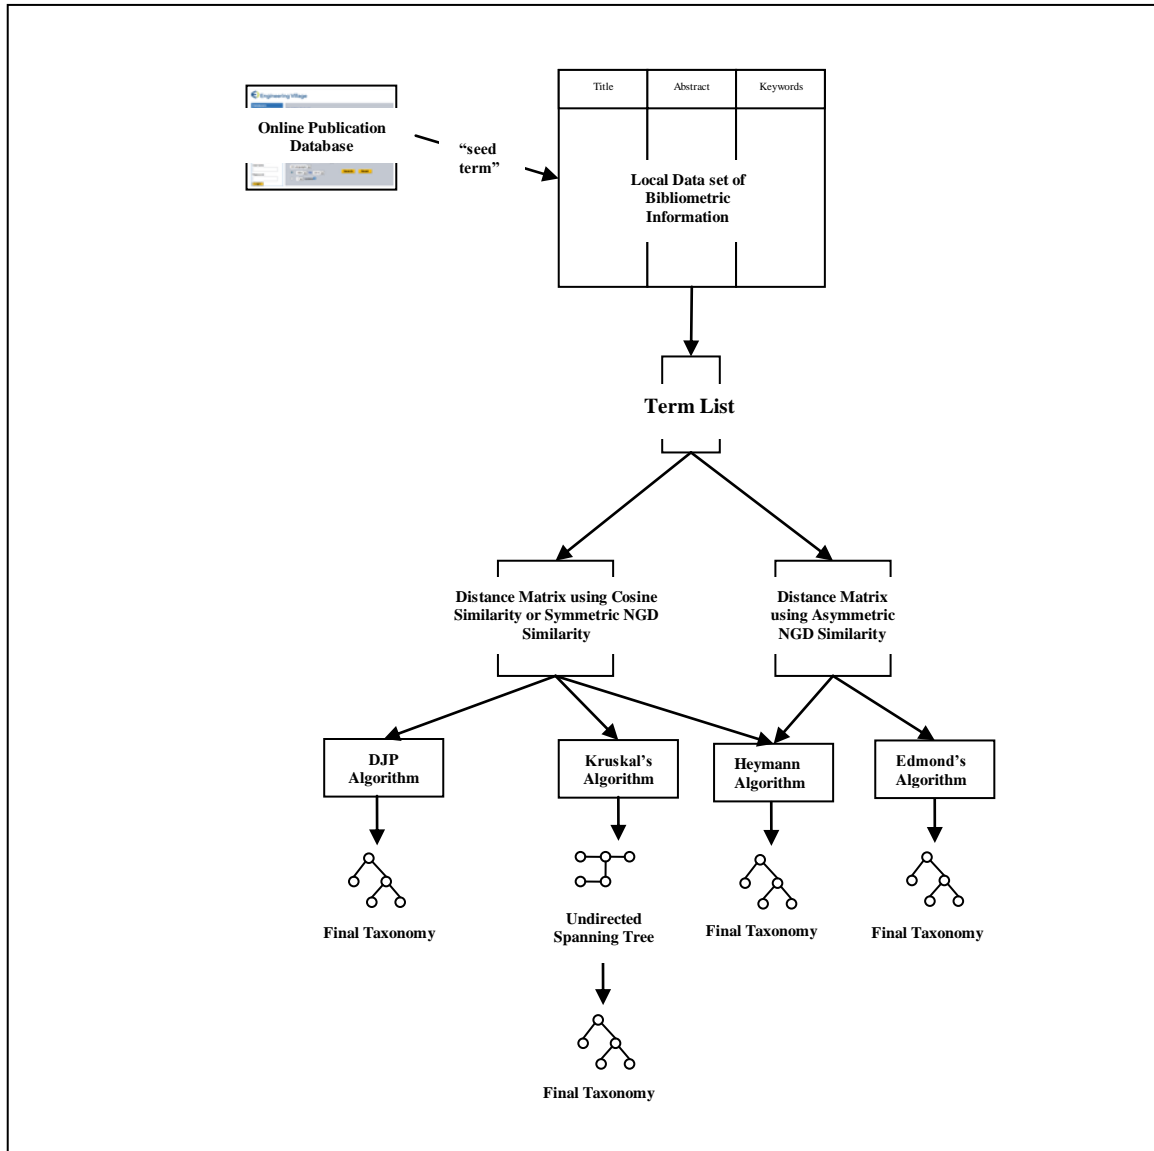 Engineering Village
Online Publication
Database
“seed
term”
Title
Abstract
Keywords
Local Data set of
Bibliometric
Information
Term List
Distance Matrix using Cosine
Similarity or Symmetric NGD
Similarity
Distance Matrix
using Asymmetric
NGD Similarity
DJP
Algorithm
Kruskal’s
Algorithm
Heymann
Algorithm
Edmond’s
Algorithm
Final Taxonomy
Undirected
Spanning Tree
Final Taxonomy
Final Taxonomy
Final Taxonomy